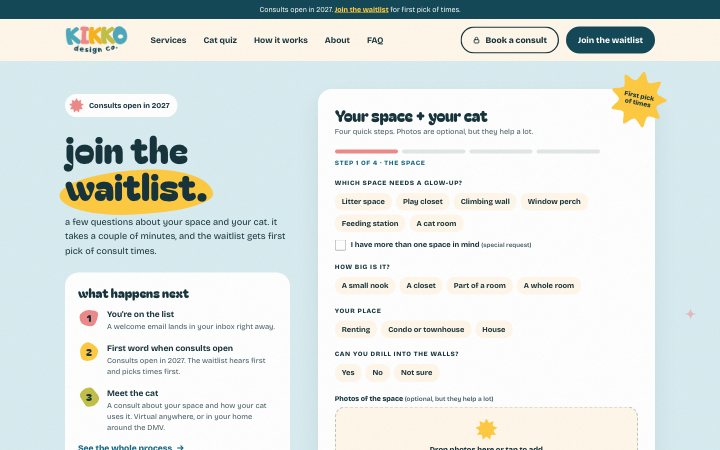 Consults open in 2027. Join the waitlist for first pick of times.
KIKKO
design co.
Services
Cat quiz
How it works
About
FAQ
Book a consult
Join the waitlist
Consults open in 2027
join the
waitlist.
a few questions about your space and your cat. it
takes a couple of minutes, and the waitlist gets first
pick of consult times.
what happens next
1
You're on the list
A welcome email lands in your inbox right away.
2
First word when consults open
Consults open in 2027. The waitlist hears first
and picks times first.
3
Meet the cat
A consult about your space and how your cat
uses it. Virtual anywhere, or in your home
around the DMV.
See the whole process →
First pick
of times
Your space + your cat
Four quick steps. Photos are optional, but they help a lot.
STEP 1 OF 4 · THE SPACE
WHICH SPACE NEEDS A GLOW-UP?
Litter space
Play closet
Climbing wall
Window perch
Feeding station
A cat room
I have more than one space in mind (special request)
HOW BIG IS IT?
A small nook
A closet
Part of a room
A whole room
YOUR PLACE
Renting
Condo or townhouse
House
CAN YOU DRILL INTO THE WALLS?
Yes
No
Not sure
Photos of the space (optional, but they help a lot)
Drop photos here or tap to add